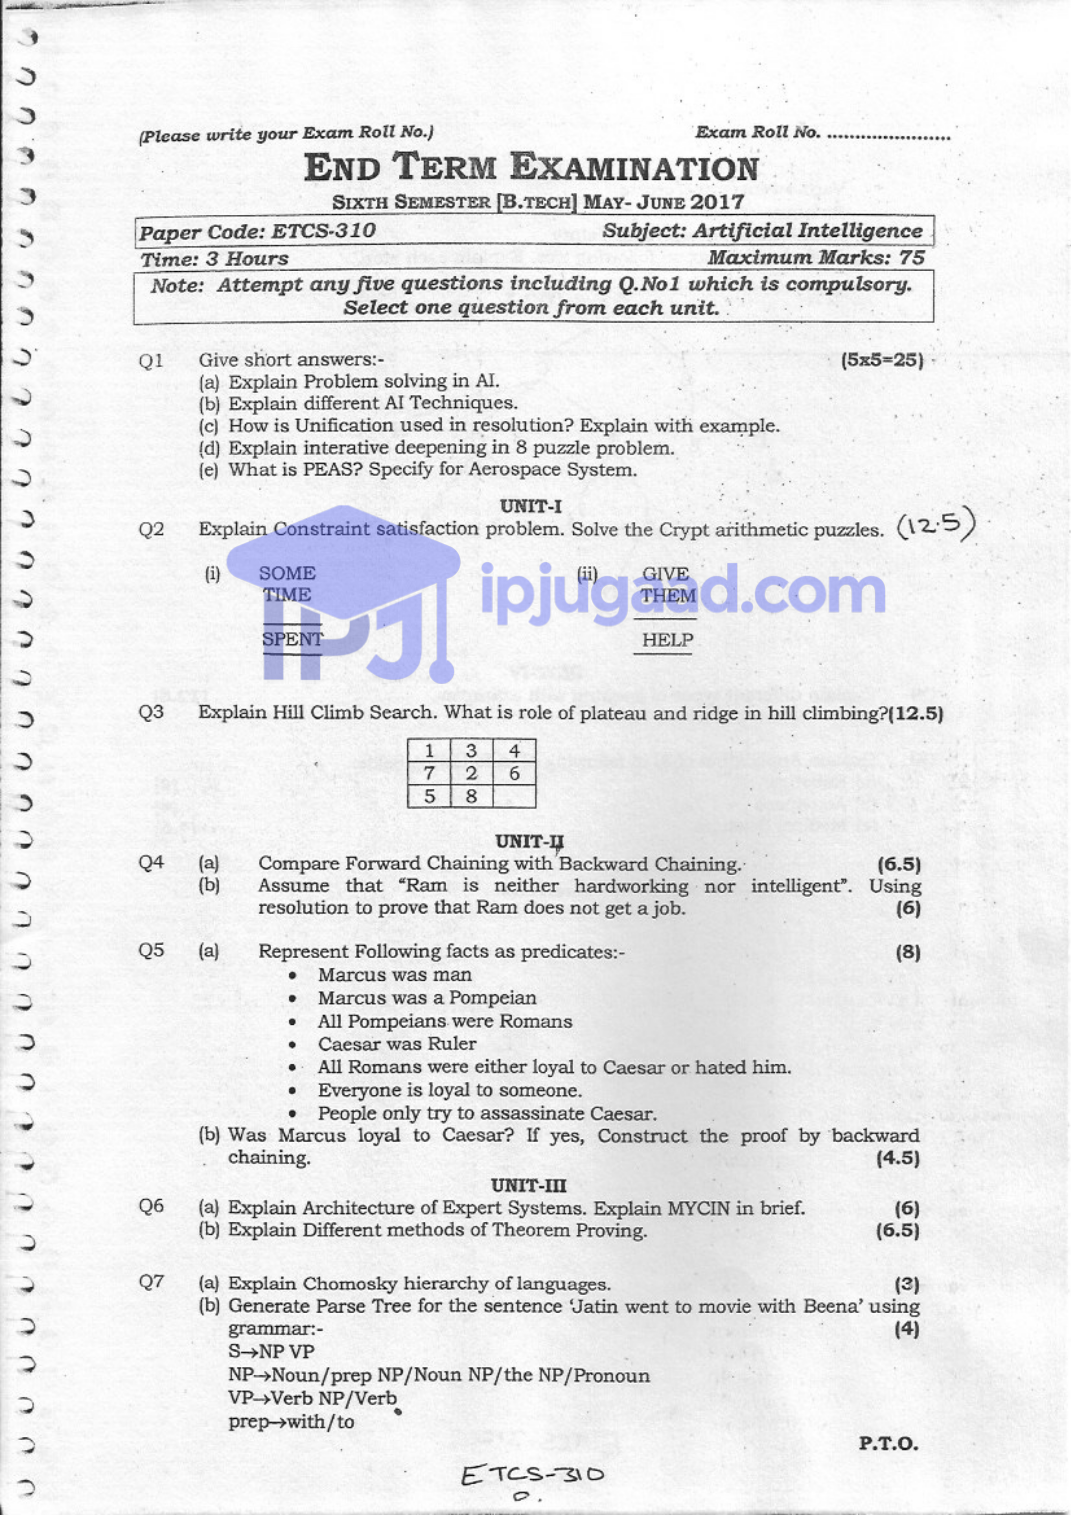 (Please write your Exam Roll No.) Exam Roll No. ......................
END TERM EXAMINATION
SIXTH SEMESTER [B.TECH] MAY- JUNE 2017
Paper Code: ETCS-310 Subject: Artificial Intelligence
Time: 3 Hours Maximum Marks: 75
Note: Attempt any five questions including Q.No1 which is compulsory.
Select one question from each unit.
Q1 Give short answers:- (5x5=25)
(a) Explain Problem solving in AI.
(b) Explain different AI Techniques.
(c) How is Unification used in resolution? Explain with example.
(d) Explain interative deepening in 8 puzzle problem.
(e) What is PEAS? Specify for Aerospace System.
UNIT-I
Q2 Explain Constraint satisfaction problem. Solve the Crypt arithmetic puzzles. (12.5)
(i) SOME (ii) GIVE
TIME THEM
SPENT HELP
IPJ!
ipjugaad.com
Q3 Explain Hill Climb Search. What is role of plateau and ridge in hill climbing?(12.5)
1 3 4
7 2 6
5 8
UNIT-II
Q4 (a) Compare Forward Chaining with Backward Chaining. (6.5)
(b) Assume that "Ram is neither hardworking nor intelligent". Using
resolution to prove that Ram does not get a job. (6)
Q5 (a) Represent Following facts as predicates:- (8)
• Marcus was man
• Marcus was a Pompeian
• All Pompeians were Romans
• Caesar was Ruler
• All Romans were either loyal to Caesar or hated him.
• Everyone is loyal to someone.
• People only try to assassinate Caesar.
(b) Was Marcus loyal to Caesar? If yes, Construct the proof by backward
chaining. (4.5)
UNIT-III
Q6 (a) Explain Architecture of Expert Systems. Explain MYCIN in brief. (6)
(b) Explain Different methods of Theorem Proving. (6.5)
Q7 (a) Explain Chomosky hierarchy of languages. (3)
(b) Generate Parse Tree for the sentence 'Jatin went to movie with Beena' using
grammar:- (4)
S→NP VP
NP→Noun/prep NP/Noun NP/the NP/Pronoun
VP→Verb NP/Verb
prep→with/to
P.T.O.
ETCS-310